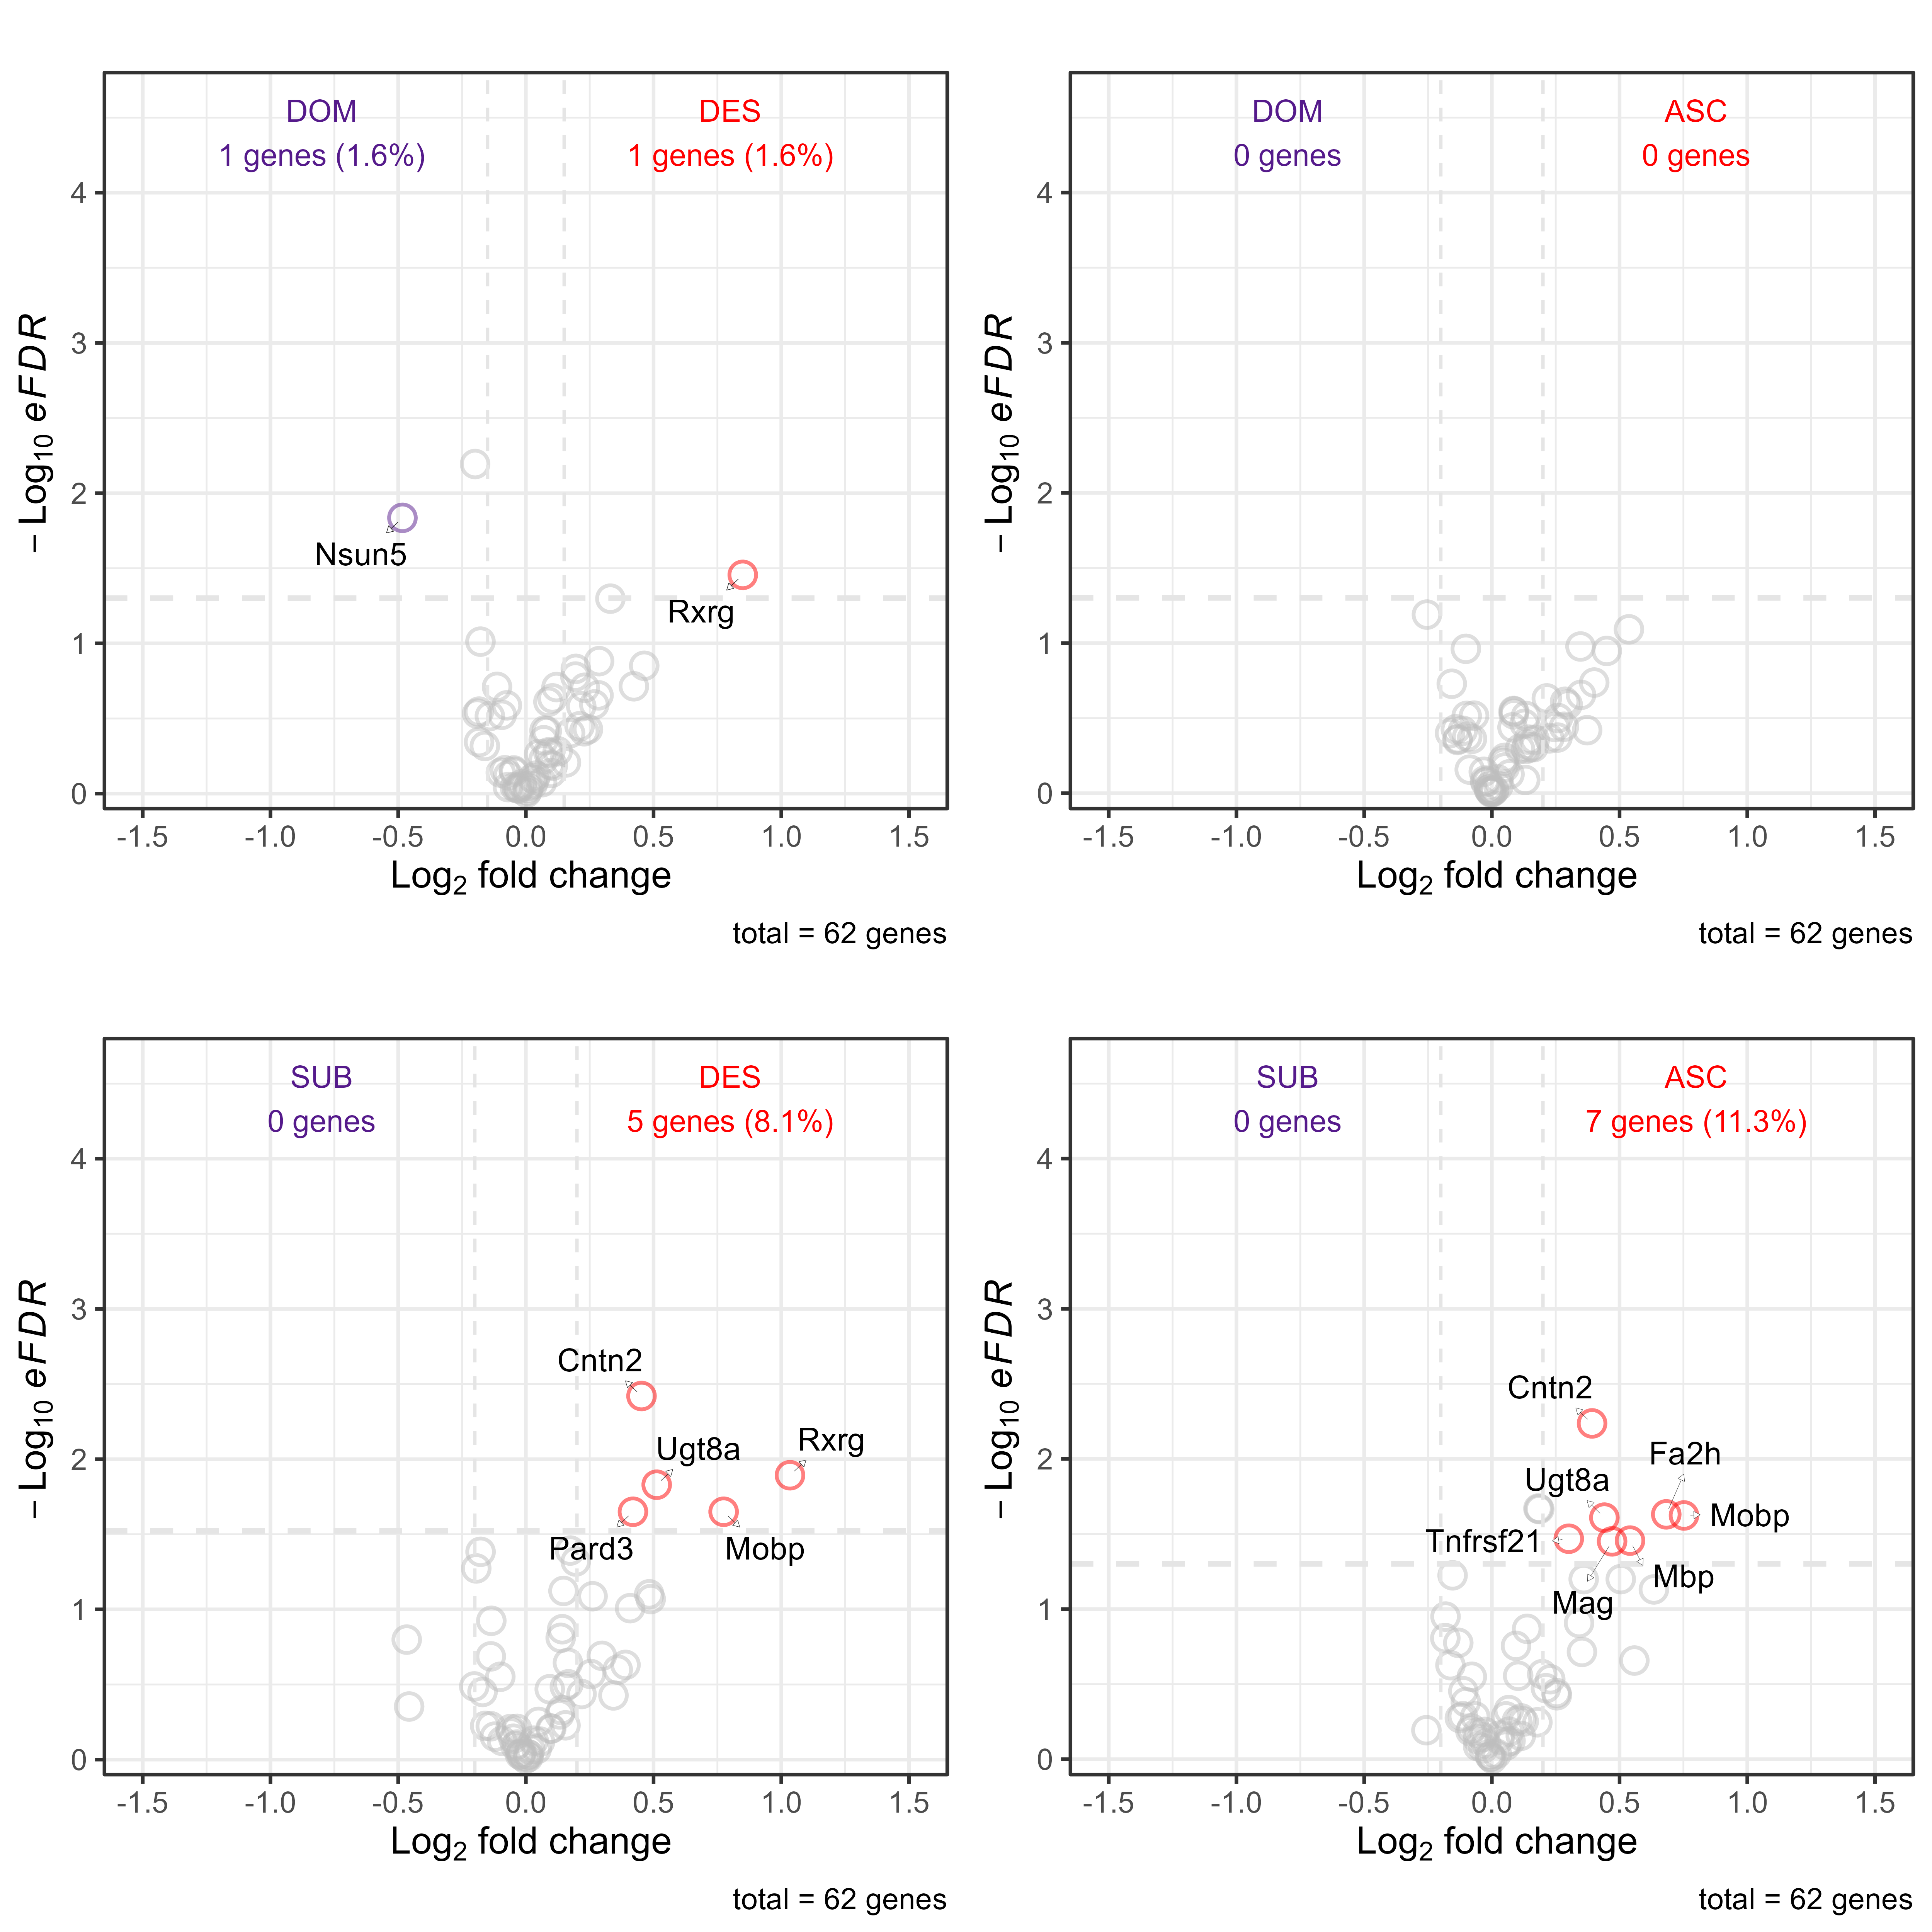 DOM
DES
1 genes (1.6%)
1 genes (1.6%)
Nsun5
Rxrg
− Log10 eFDR
4
3
2
1
0
-1.5 -1.0 -0.5 0.0 0.5 1.0 1.5
Log2 fold change
total = 62 genes
DOM
ASC
0 genes
0 genes
− Log10 eFDR
4
3
2
1
0
-1.5 -1.0 -0.5 0.0 0.5 1.0 1.5
Log2 fold change
total = 62 genes
SUB
DES
0 genes
5 genes (8.1%)
Cntn2
Ugt8a
Rxrg
Pard3
Mobp
− Log10 eFDR
4
3
2
1
0
-1.5 -1.0 -0.5 0.0 0.5 1.0 1.5
Log2 fold change
total = 62 genes
SUB
ASC
0 genes
7 genes (11.3%)
Cntn2
Fa2h
Ugt8a
Mobp
Tnfrsf21
Mbp
Mag
− Log10 eFDR
4
3
2
1
0
-1.5 -1.0 -0.5 0.0 0.5 1.0 1.5
Log2 fold change
total = 62 genes